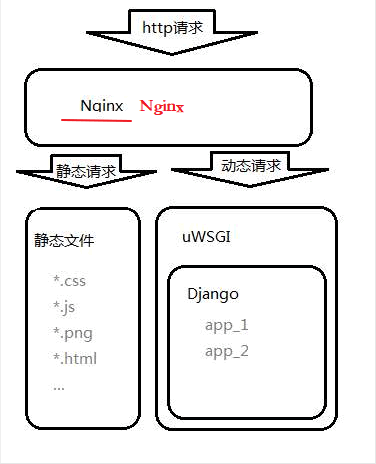 http请求
Nginx Nginx
静态请求
动态请求
静态文件
*.css
*.js
*.png
*.html
...
uWSGI
Django
app_1
app_2